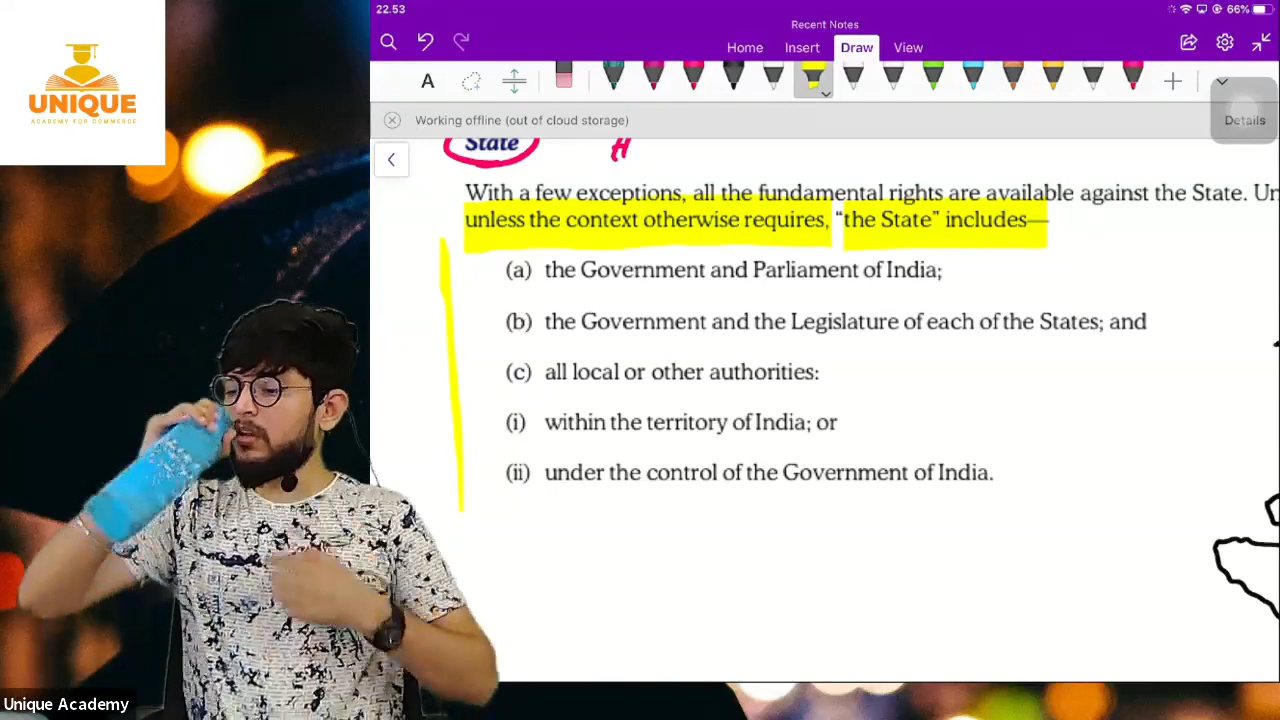 22.53
Recent Notes
66%
Home Insert Draw View
UNIQUE
ACADEMY FOR COMMERCE
A
Working offline (out of cloud storage)
Details
State
With a few exceptions, all the fundamental rights are available against the State.
unless the context otherwise requires, “the State” includes—
(a) the Government and Parliament of India;
(b) the Government and the Legislature of each of the States; and
(c) all local or other authorities:
(i) within the territory of India; or
(ii) under the control of the Government of India.
Unique Academy